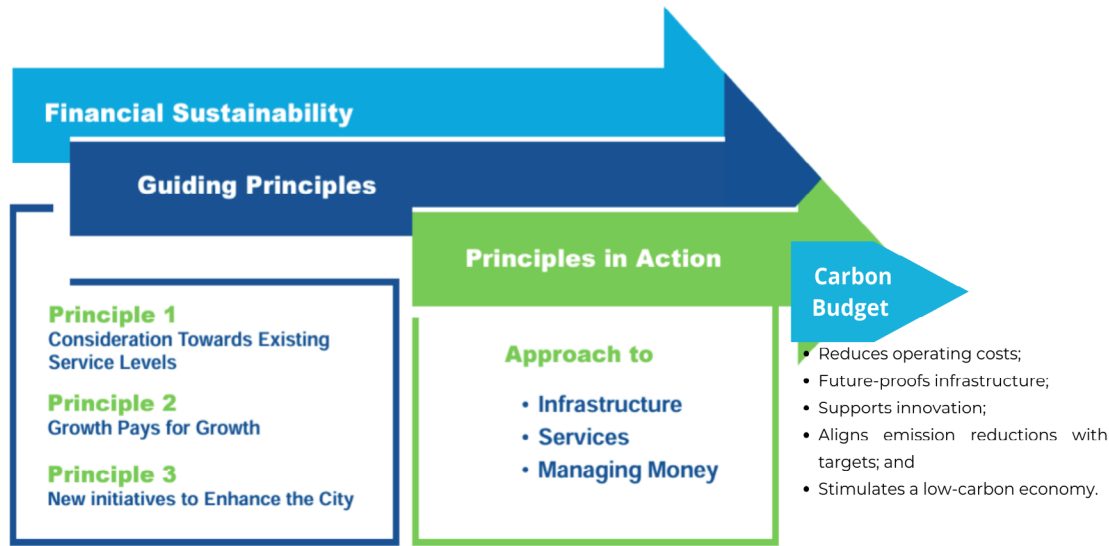 Financial Sustainability
Guiding Principles
Principles in Action
Carbon
Budget
Principle 1
Consideration Towards Existing
Service Levels
Principle 2
Growth Pays for Growth
Principle 3
New initiatives to Enhance the City
Approach to
• Infrastructure
• Services
• Managing Money
• Reduces operating costs;
• Future-proofs infrastructure;
• Supports innovation;
• Aligns emission reductions with
targets; and
• Stimulates a low-carbon economy.